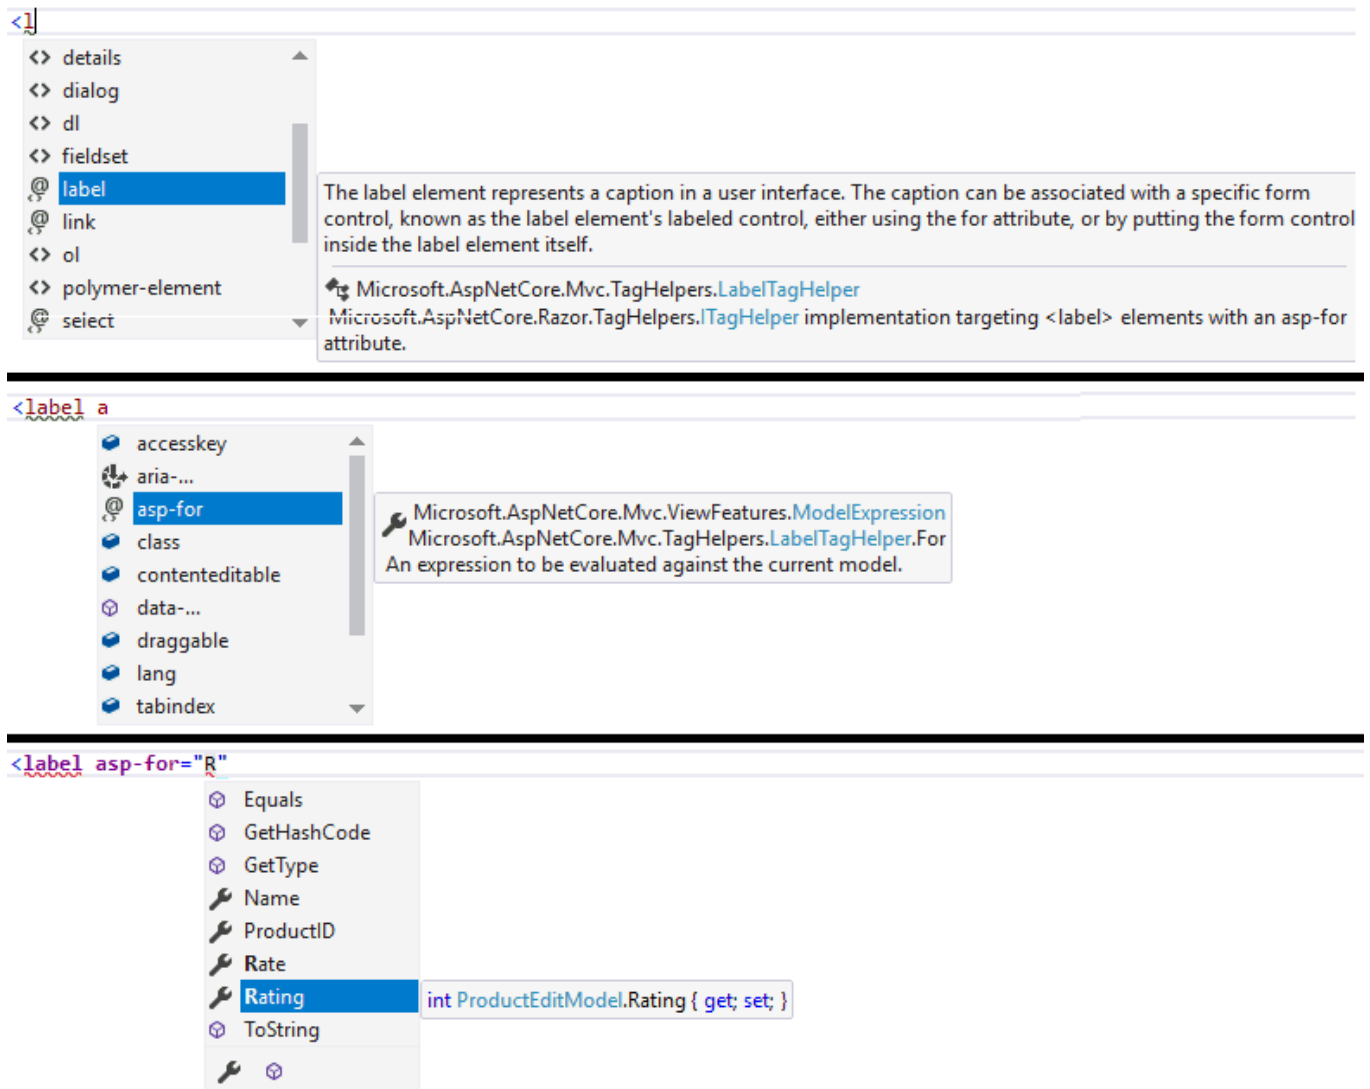 <l
details
dialog
dl
fieldset
label
link
ol
polymer-element
select
The label element represents a caption in a user interface. The caption can be associated with a specific form
control, known as the label element's labeled control, either using the for attribute, or by putting the form control
inside the label element itself.
Microsoft.AspNetCore.Mvc.TagHelpers.LabelTagHelper
Microsoft.AspNetCore.Razor.TagHelpers.ITagHelper implementation targeting <label> elements with an asp-for
attribute.
<label a
accesskey
aria-...
asp-for
class
contenteditable
data-...
draggable
lang
tabindex
Microsoft.AspNetCore.Mvc.ViewFeatures.ModelExpression
Microsoft.AspNetCore.Mvc.TagHelpers.LabelTagHelper.For
An expression to be evaluated against the current model.
<label asp-for="R"
Equals
GetHashCode
GetType
Name
ProductID
Rate
Rating
ToString
int ProductEditModel.Rating { get; set; }